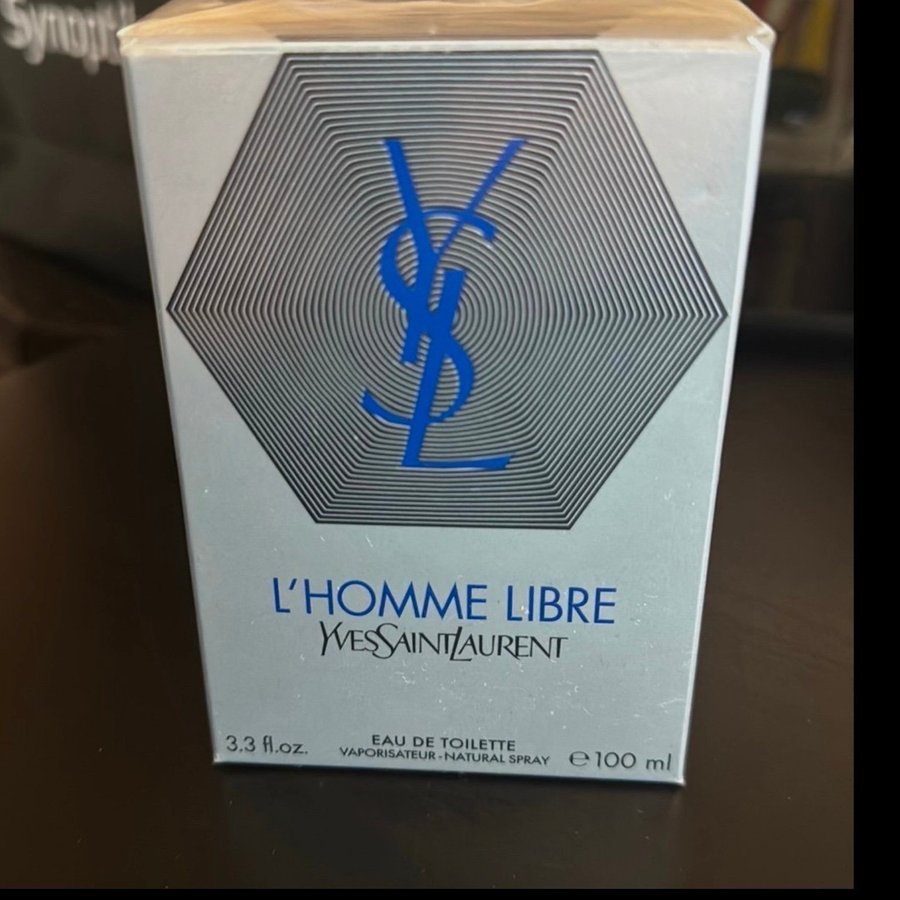 YSL
L'HOMME LIBRE
YVESSAINTLAURENT
3.3 fl.oz.
EAU DE TOILETTE
VAPORISATEUR - NATURAL SPRAY
℮100 ml